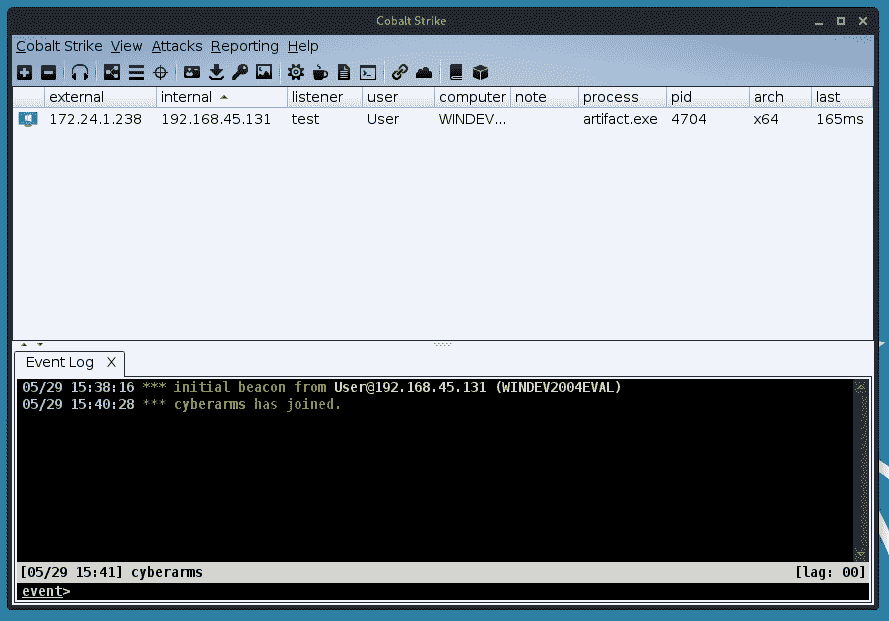 Cobalt Strike
Cobalt Strike View Attacks Reporting Help
external internal listener user computer note process pid arch last
172.24.1.238 192.168.45.131 test User WINDEV... artifact.exe 4704 x64 165ms
Event Log X
05/29 15:38:16 *** initial beacon from User@192.168.45.131 (WINDEV2004EVAL)
05/29 15:40:28 *** cyberarms has joined.
[05/29 15:41] cyberarms [lag: 00]
event>